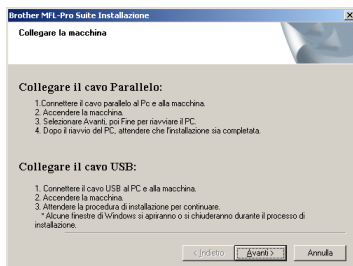 Brother MFL-Pro Suite Installazione
Collegare la macchina
Collegare il cavo Parallelo:
1.Connettere il cavo parallelo al Pc e alla macchina.
2. Accendere la macchina.
3. Selezionare Avanti, poi Fine per riavviare il PC.
4. Dopo il riavvio del PC, attendere che l'installazione sia completata.
Collegare il cavo USB:
1. Connettere il cavo USB al PC e alla macchina.
2. Accendere la macchina.
3. Attendere la procedura di installazione per continuare.
* Alcune finestre di Windows si apriranno o si chiuderanno durante il processo di
installazione.
< Indietro
Avanti >
Annulla